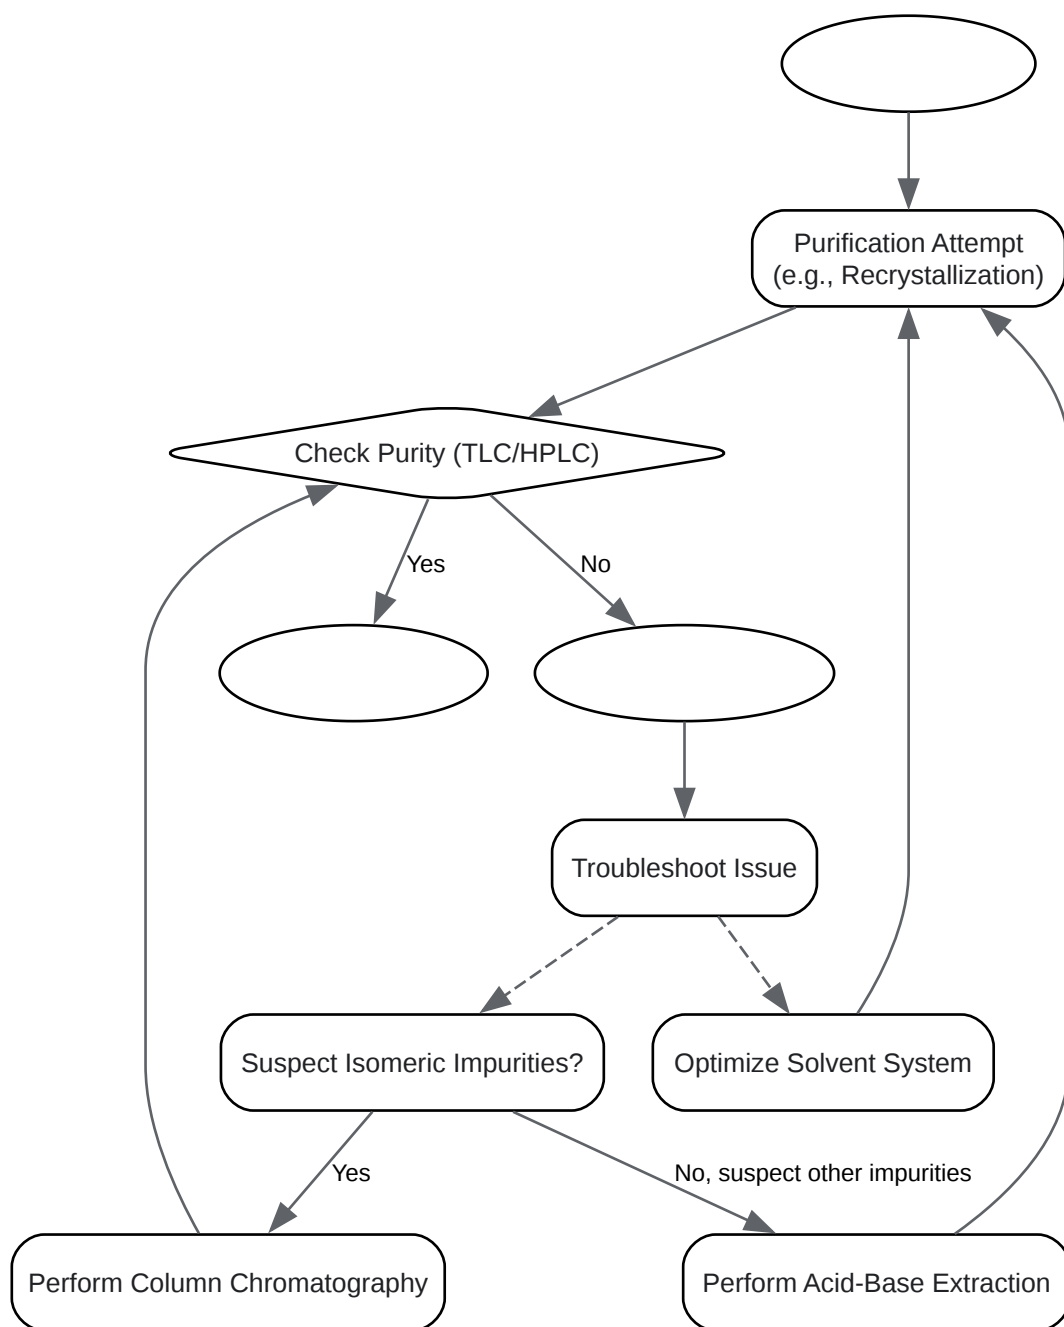 Purification Attempt
(e.g., Recrystallization)
Check Purity (TLC/HPLC)
Yes
No
Troubleshoot Issue
Suspect Isomeric Impurities?
Optimize Solvent System
Yes
No, suspect other impurities
Perform Column Chromatography
Perform Acid-Base Extraction